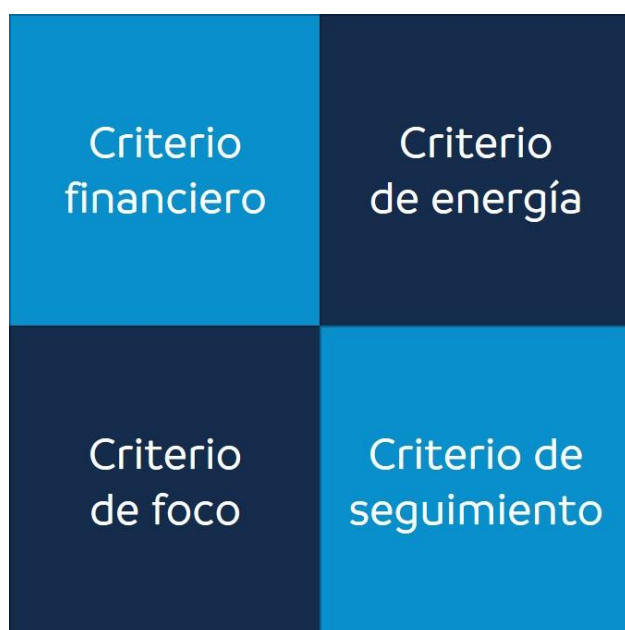 Criterio
financiero
Criterio
de energía
Criterio
de foco
Criterio de
seguimiento